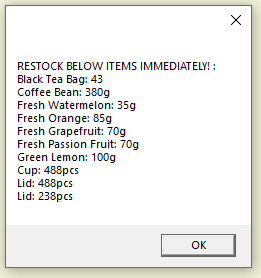 RESTOCK BELOW ITEMS IMMEDIATELY! :
Black Tea Bag: 43
Coffee Bean: 380g
Fresh Watermelon: 35g
Fresh Orange: 85g
Fresh Grapefruit: 70g
Fresh Passion Fruit: 70g
Green Lemon: 100g
Cup: 488pcs
Lid: 488pcs
Lid: 238pcs
OK